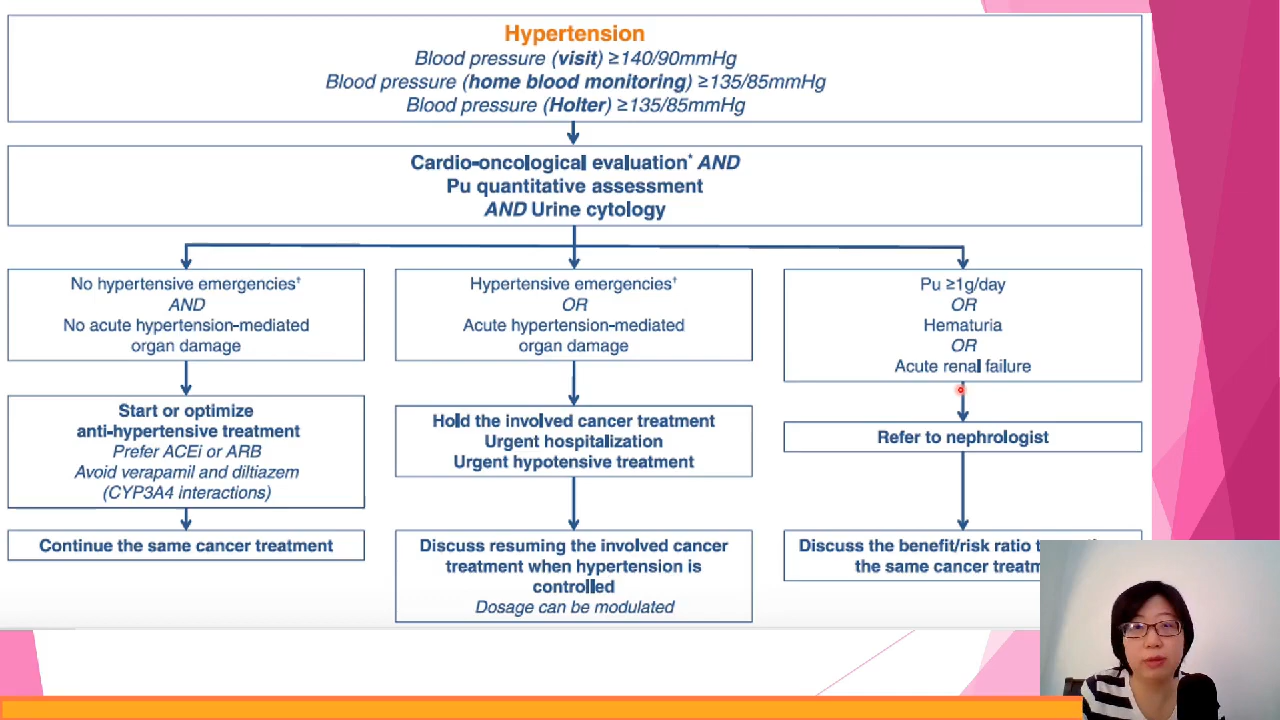 Hypertension
Blood pressure (visit) ≥140/90mmHg
Blood pressure (home blood monitoring) ≥135/85mmHg
Blood pressure (Holter) ≥135/85mmHg
Cardio-oncological evaluation* AND
Pu quantitative assessment
AND Urine cytology
No hypertensive emergencies†
AND
No acute hypertension-mediated
organ damage
Start or optimize
anti-hypertensive treatment
Prefer ACEi or ARB
Avoid verapamil and diltiazem
(CYP3A4 interactions)
Continue the same cancer treatment
Hypertensive emergencies†
OR
Acute hypertension-mediated
organ damage
Hold the involved cancer treatment
Urgent hospitalization
Urgent hypotensive treatment
Discuss resuming the involved cancer
treatment when hypertension is
controlled
Dosage can be modulated
Pu ≥1g/day
OR
Hematuria
OR
Acute renal failure
Refer to nephrologist
Discuss the benefit/risk ratio
the same cancer